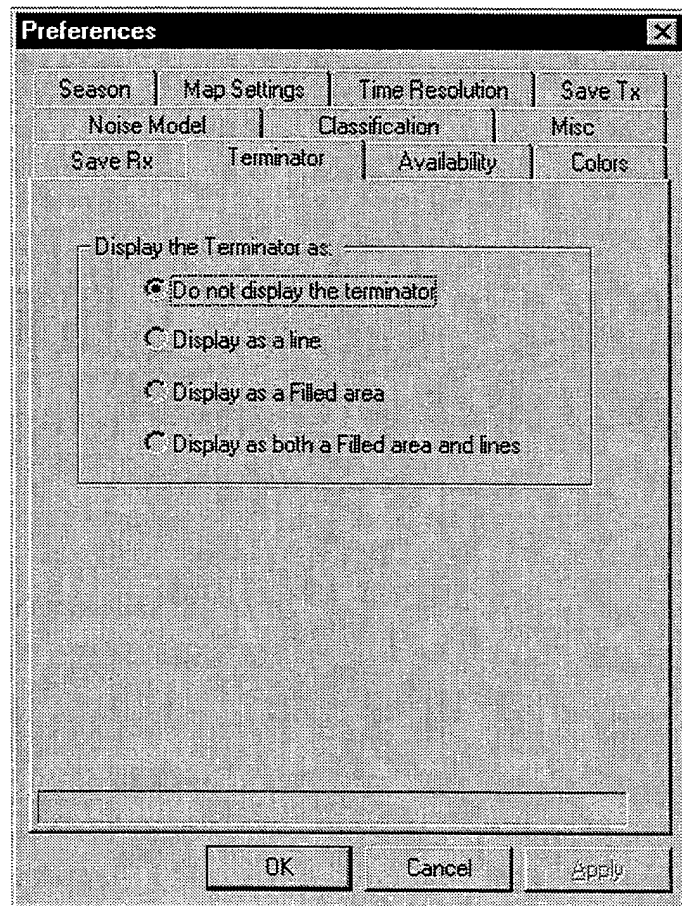 Preferences
Season Map Settings Time Resolution Save Tx
Noise Model Classification Misc
Save Rx Terminator Availability Colors
Display the Terminator as:
Do not display the terminator
Display as a line
Display as a Filled area
Display as both a Filled area and lines
OK Cancel Apply